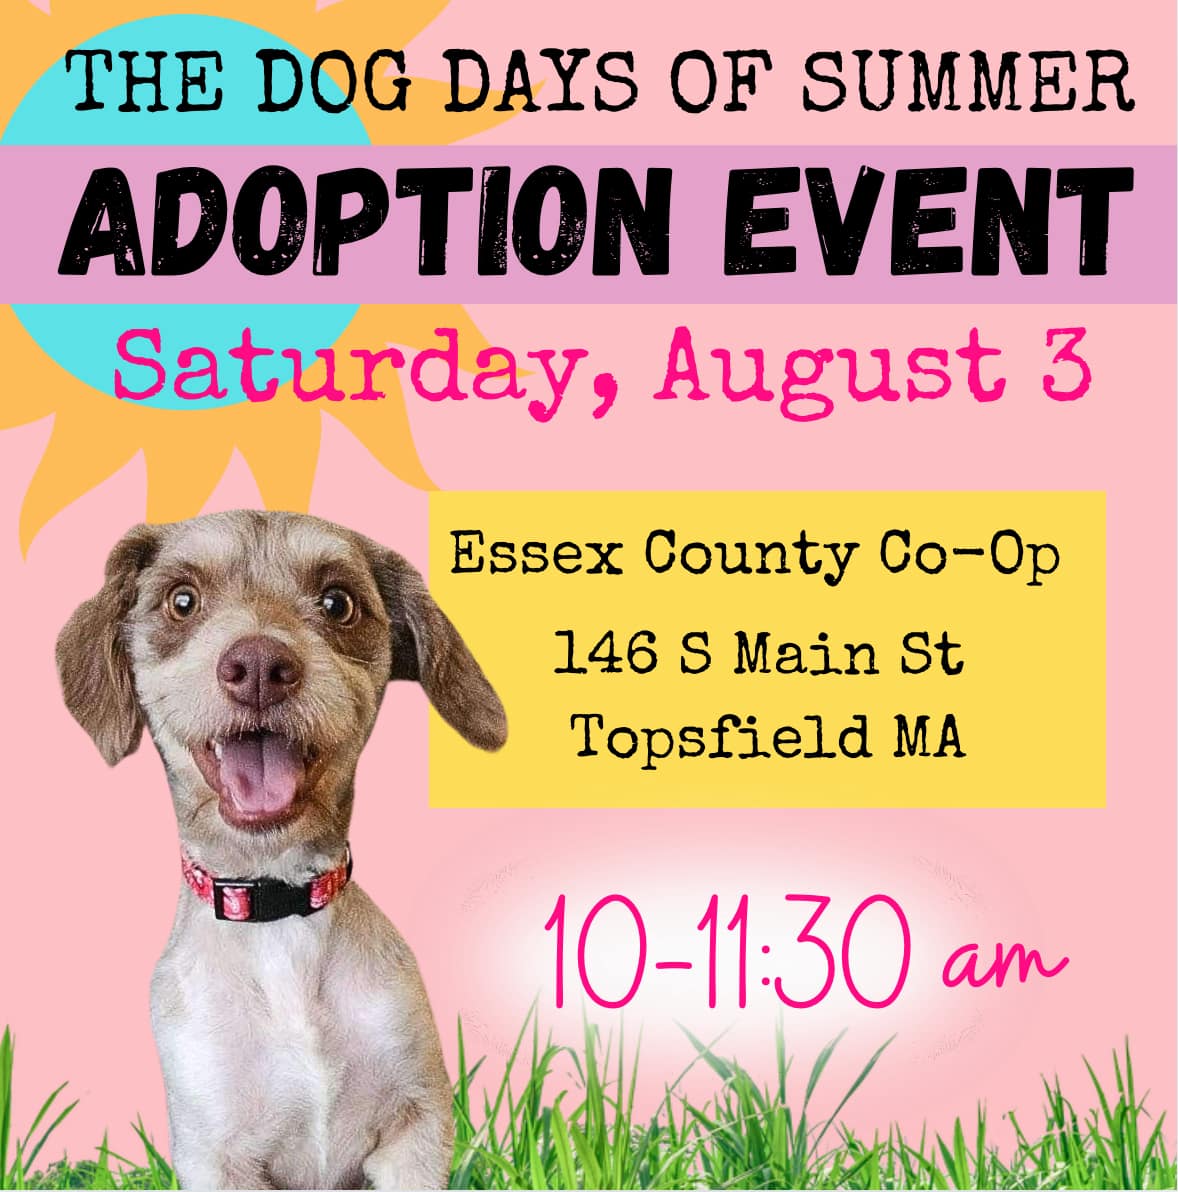 THE DOG DAYS OF SUMMER
ADOPTION EVENT
Saturday, August 3
Essex County Co-Op
146 S Main St
Topsfield MA
10-11:30 am